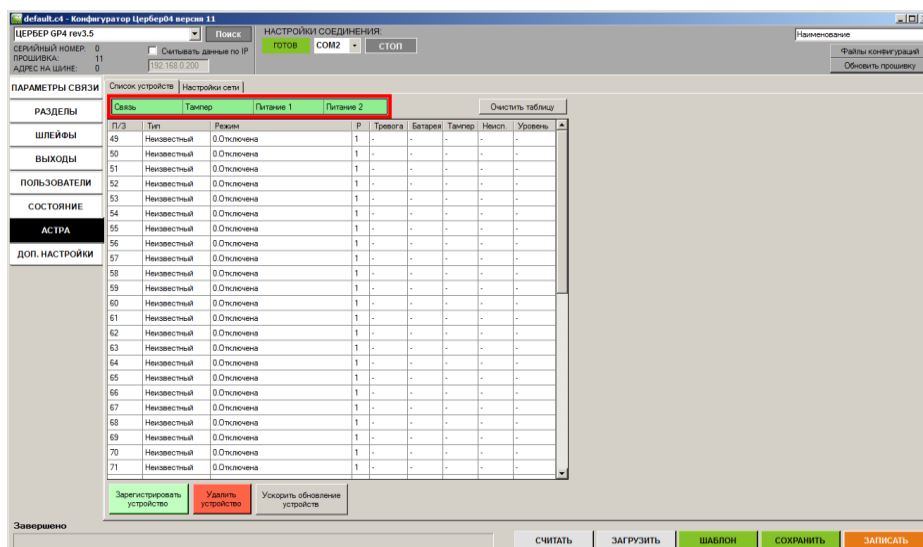 default.c4 - Конфигуратор Цербер04 версия 11
ЦЕРБЕР GP4 rev3.5
Поиск
НАСТРОЙКИ СОЕДИНЕНИЯ:
ГОТОВ COM2 СТОП
Наименование
СЕРИЙНЫЙ НОМЕР: 0
ПРОШИВКА: 11
АДРЕС НА ШИНЕ: 0
Считывать данные по IP
192.168.0.200
Файлы конфигураций
Обновить прошивку
ПАРАМЕТРЫ СВЯЗИ
РАЗДЕЛЫ
ШЛЕЙФЫ
ВЫХОДЫ
ПОЛЬЗОВАТЕЛИ
СОСТОЯНИЕ
АСТРА
ДОП. НАСТРОЙКИ
Список устройств Настройки сети
Связь Тампер Питание 1 Питание 2
Очистить таблицу
П/З Тип Режим Р Тревога Батарея Тампер Неисп. Уровень
49 Неизвестный 0.Отключена 1 - - - - -
50 Неизвестный 0.Отключена 1 - - - - -
51 Неизвестный 0.Отключена 1 - - - - -
52 Неизвестный 0.Отключена 1 - - - - -
53 Неизвестный 0.Отключена 1 - - - - -
54 Неизвестный 0.Отключена 1 - - - - -
55 Неизвестный 0.Отключена 1 - - - - -
56 Неизвестный 0.Отключена 1 - - - - -
57 Неизвестный 0.Отключена 1 - - - - -
58 Неизвестный 0.Отключена 1 - - - - -
59 Неизвестный 0.Отключена 1 - - - - -
60 Неизвестный 0.Отключена 1 - - - - -
61 Неизвестный 0.Отключена 1 - - - - -
62 Неизвестный 0.Отключена 1 - - - - -
63 Неизвестный 0.Отключена 1 - - - - -
64 Неизвестный 0.Отключена 1 - - - - -
65 Неизвестный 0.Отключена 1 - - - - -
66 Неизвестный 0.Отключена 1 - - - - -
67 Неизвестный 0.Отключена 1 - - - - -
68 Неизвестный 0.Отключена 1 - - - - -
69 Неизвестный 0.Отключена 1 - - - - -
70 Неизвестный 0.Отключена 1 - - - - -
71 Неизвестный 0.Отключена 1 - - - - -
Зарегистрировать
устройство
Удалить
устройство
Ускорить обновление
устройств
Завершено
СЧИТАТЬ ЗАГРУЗИТЬ ШАБЛОН СОХРАНИТЬ ЗАПИСАТЬ